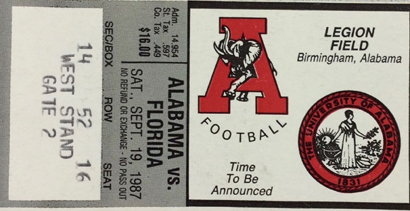 14 52 16
WEST STAND
GATE 2
SEC/BOX ROW SEAT
Adm. 14.954
St. Tax .597
Co. Tax .449
$16.00
ALABAMA VS.
FLORIDA
SAT., SEPT. 19, 1987
NO REFUND OR EXCHANGE - NO PASS OUT
A
FOOTBALL
Time
To Be
Announced
LEGION
FIELD
Birmingham, Alabama
THE UNIVERSITY OF ALABAMA
1831